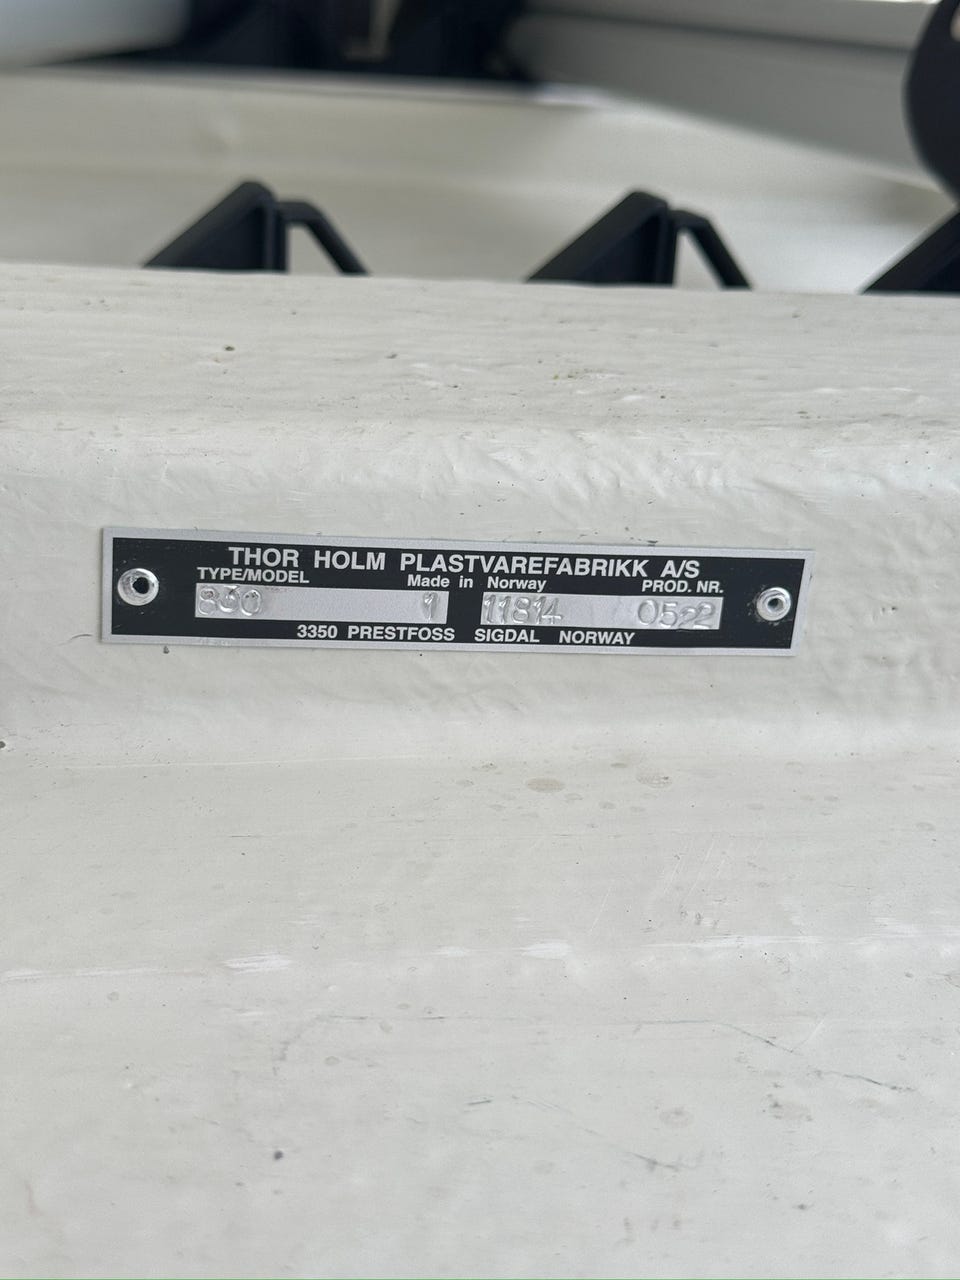 THOR HOLM PLASTVAREFABRIKK A/S
TYPE/MODEL Made in Norway PROD. NR.
1 11814 0522
3350 PRESTFOSS SIGDAL NORWAY